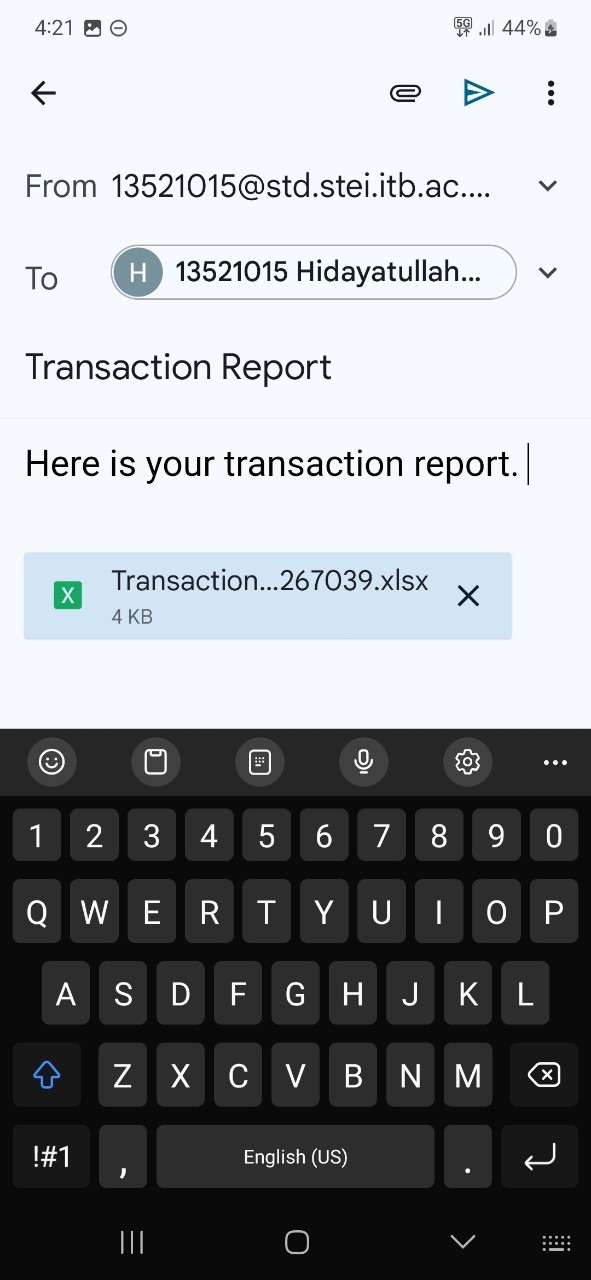 4:21 5G 44%
From 13521015@std.stei.itb.ac....
To H 13521015 Hidayatullah...
Transaction Report
Here is your transaction report.
X Transaction...267039.xlsx
4 KB
1 2 3 4 5 6 7 8 9 0
Q W E R T Y U I O P
A S D F G H J K L
Z X C V B N M
!#1 , English (US) .